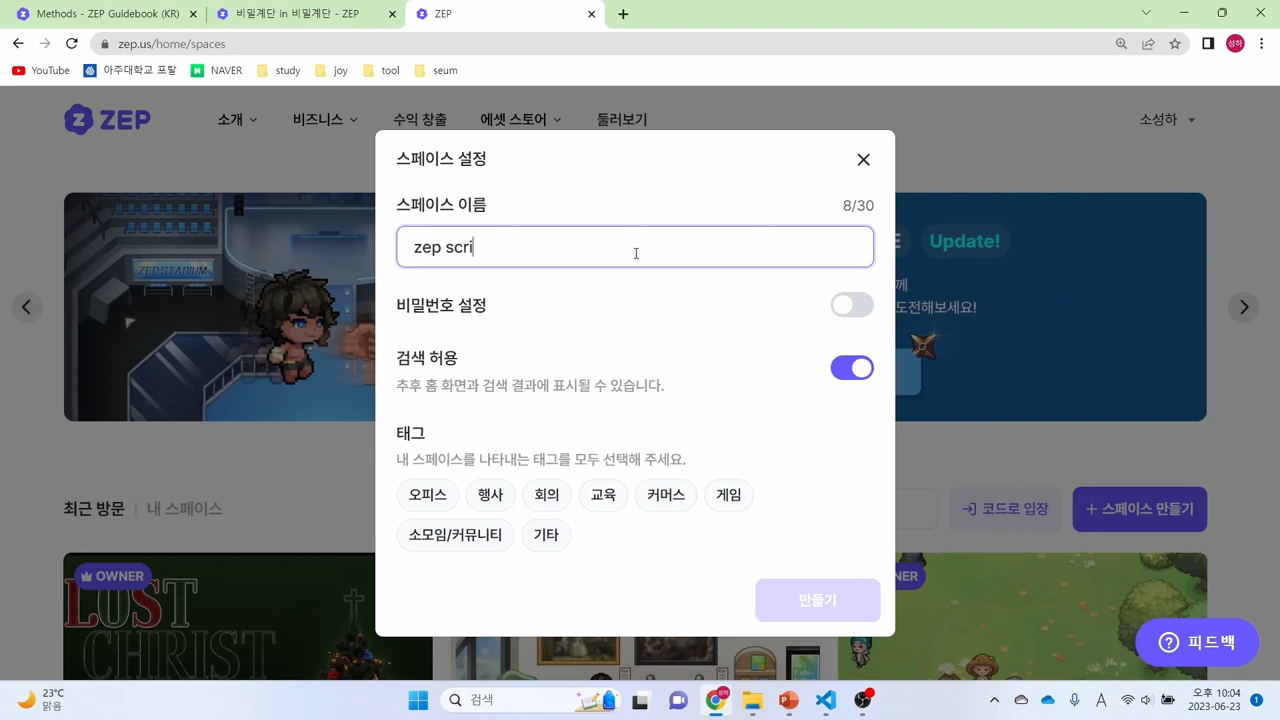 Methods - ZEP Guidebook (KR)
비밀계단 in 비밀계단 - ZEP
ZEP
zep.us/home/spaces
성하
YouTube
아주대학교 포탈
NAVER
study
joy
tool
seum
ZEP
소개
비즈니스
수익 창출
에셋 스토어
둘러보기
소성하
스페이스 설정
스페이스 이름
8/30
zep scri
비밀번호 설정
검색 허용
추후 홈 화면과 검색 결과에 표시될 수 있습니다.
태그
내 스페이스를 나타내는 태그를 모두 선택해 주세요.
오피스
행사
회의
교육
커머스
게임
소모임/커뮤니티
기타
만들기
ZEP STADIUM
Update!
께
도전해보세요!
최근 방문
내 스페이스
코드로 입장
+ 스페이스 만들기
OWNER
LOST
CHRIST
NER
피드백
23°C
맑음
검색
A
오후 10:04
2023-06-23
1